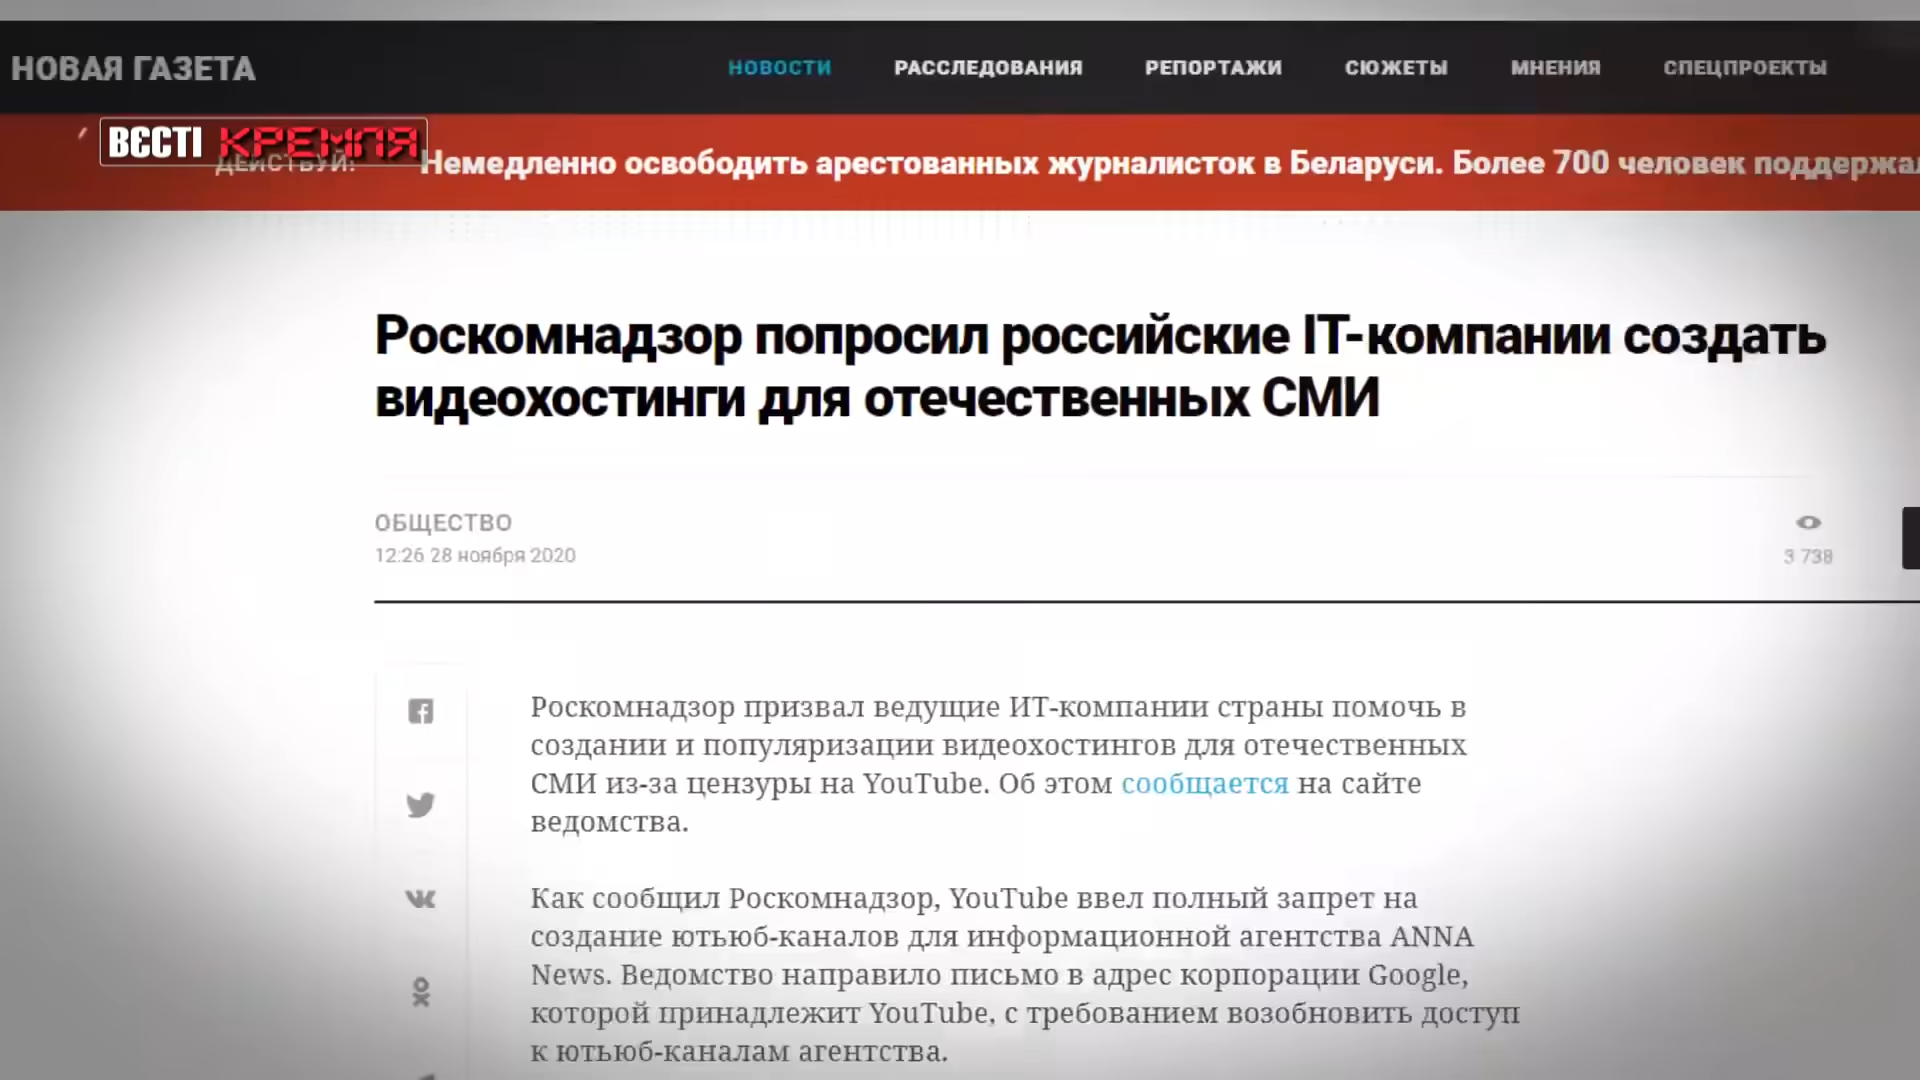 НОВАЯ ГАЗЕТА
НОВОСТИ РАССЛЕДОВАНИЯ РЕПОРТАЖИ СЮЖЕТЫ МНЕНИЯ СПЕЦПРОЕКТЫ
ВЄСТІ КРЕМЛЯ
ДЕЙСТВУЙ! Немедленно освободить арестованных журналисток в Беларуси. Более 700 человек
Роскомнадзор попросил российские IT-компании создать
видеохостинги для отечественных СМИ
ОБЩЕСТВО
12:26 28 ноября 2020
3 738
Роскомнадзор призвал ведущие ИТ-компании страны помочь в
создании и популяризации видеохостингов для отечественных
СМИ из-за цензуры на YouTube. Об этом сообщается на сайте
ведомства.
Как сообщил Роскомнадзор, YouTube ввел полный запрет на
создание ютьюб-каналов для информационной агентства ANNA
News. Ведомство направило письмо в адрес корпорации Google,
которой принадлежит YouTube, с требованием возобновить доступ
к ютьюб-каналам агентства.